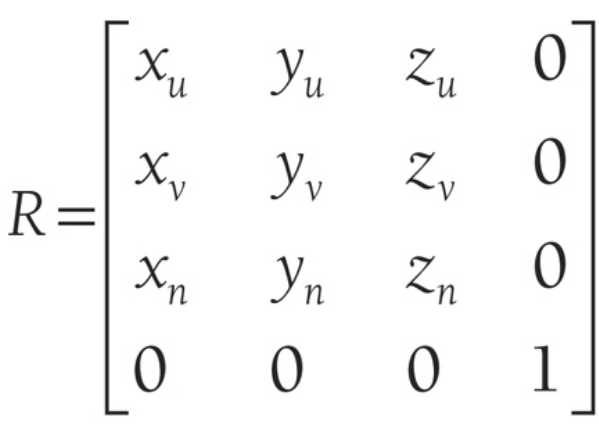 x_u y_u z_u 0
x_v y_v z_v 0
R = x_n y_n z_n 0
0 0 0 1